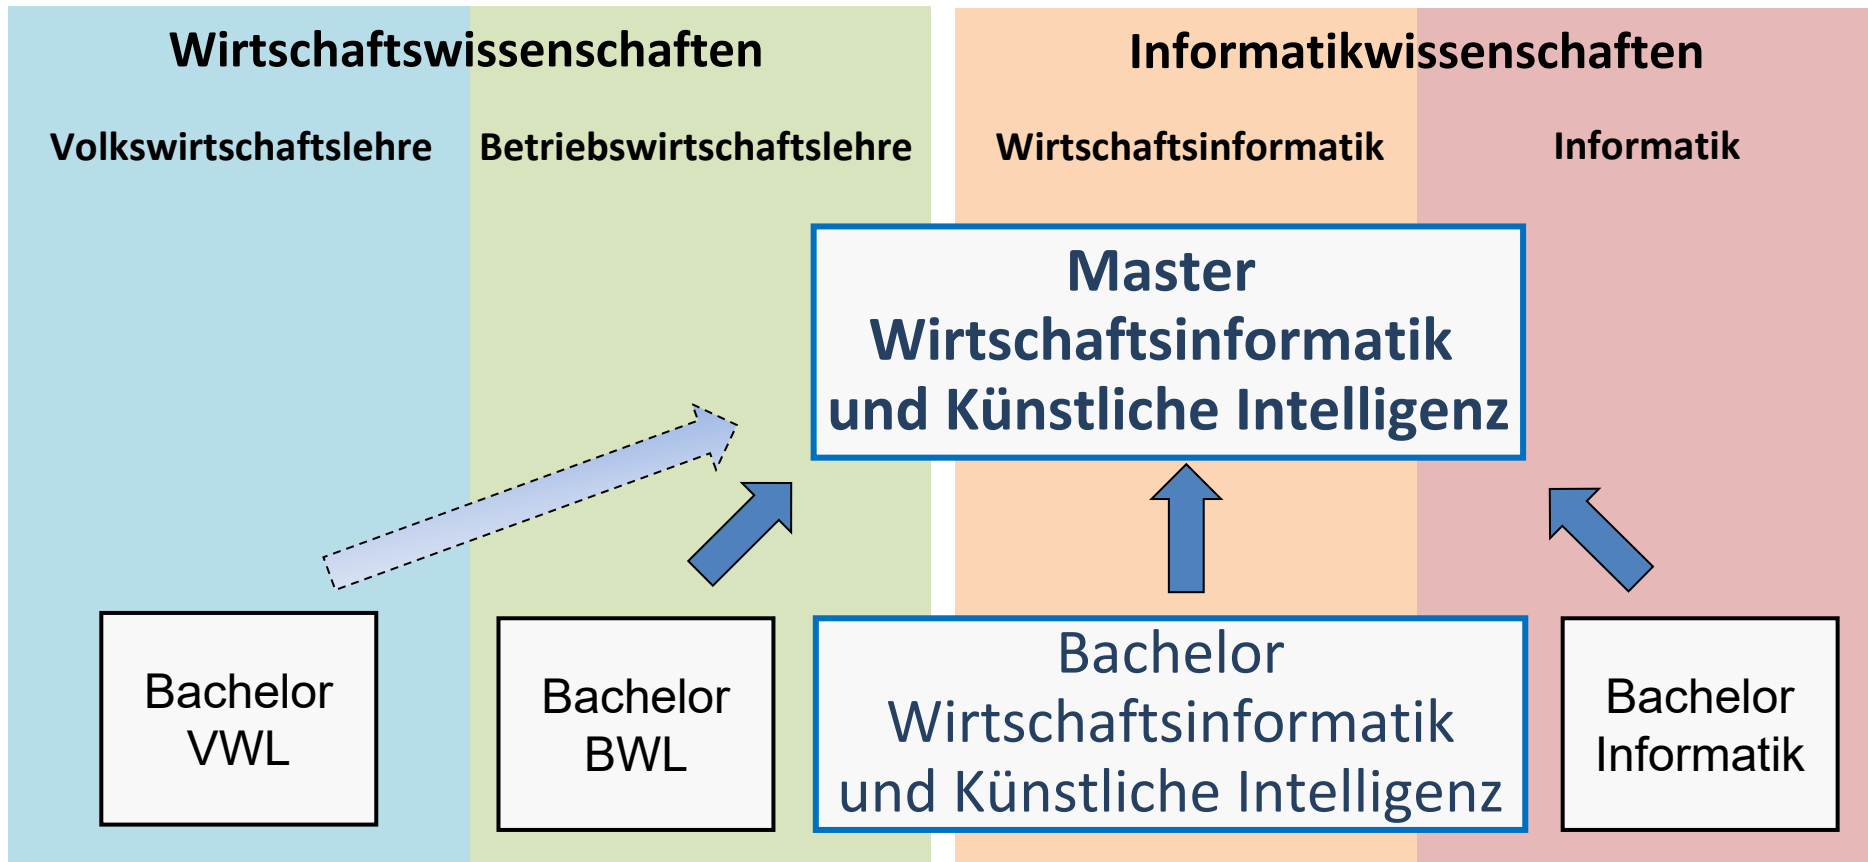 Wirtschaftswissenschaften
Informatikwissenschaften
Volkswirtschaftslehre
Betriebswirtschaftslehre
Wirtschaftsinformatik
Informatik
Master
Wirtschaftsinformatik
und Künstliche Intelligenz
Bachelor
VWL
Bachelor
BWL
Bachelor
Wirtschaftsinformatik
und Künstliche Intelligenz
Bachelor
Informatik